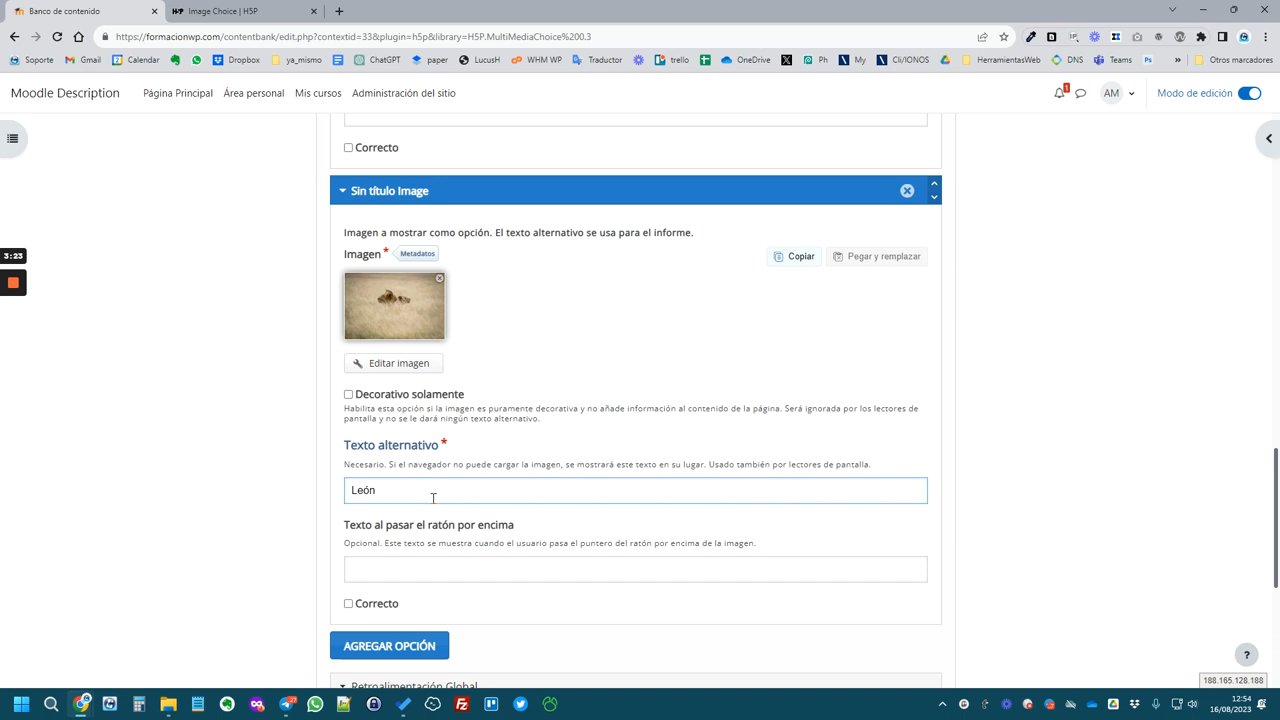 Banco de contenido
H-P Image Choice | H5P
https://formacionwp.com/contentbank/edit.php?contextid=33&plugin=h5p&library=H5P.MultiMediaChoice%200.3
Soporte Gmail Calendar Dropbox ya_mismo ChatGPT paper LucusH WHM WP Traductor trello OneDrive Ph My Cli/IONOS HerramientasWeb DNS Teams » Otros marcadores
Moodle Description Página Principal Área personal Mis cursos Administración del sitio 1 AM Modo de edición
Correcto
Sin título Image
Imagen a mostrar como opción. El texto alternativo se usa para el informe.
Imagen * Metadatos Copiar Pegar y remplazar
3:23
Editar imagen
Decorativo solamente
Habilita esta opción si la imagen es puramente decorativa y no añade información al contenido de la página. Será ignorada por los lectores de
pantalla y no se le dará ningún texto alternativo.
Texto alternativo *
Necesario. Si el navegador no puede cargar la imagen, se mostrará este texto en su lugar. Usado también por lectores de pantalla.
León
Texto al pasar el ratón por encima
Opcional. Este texto se muestra cuando el usuario pasa el puntero del ratón por encima de la imagen.
Correcto
AGREGAR OPCIÓN
?
188.165.128.188
Retroalimentación Global
12:54
16/08/2023